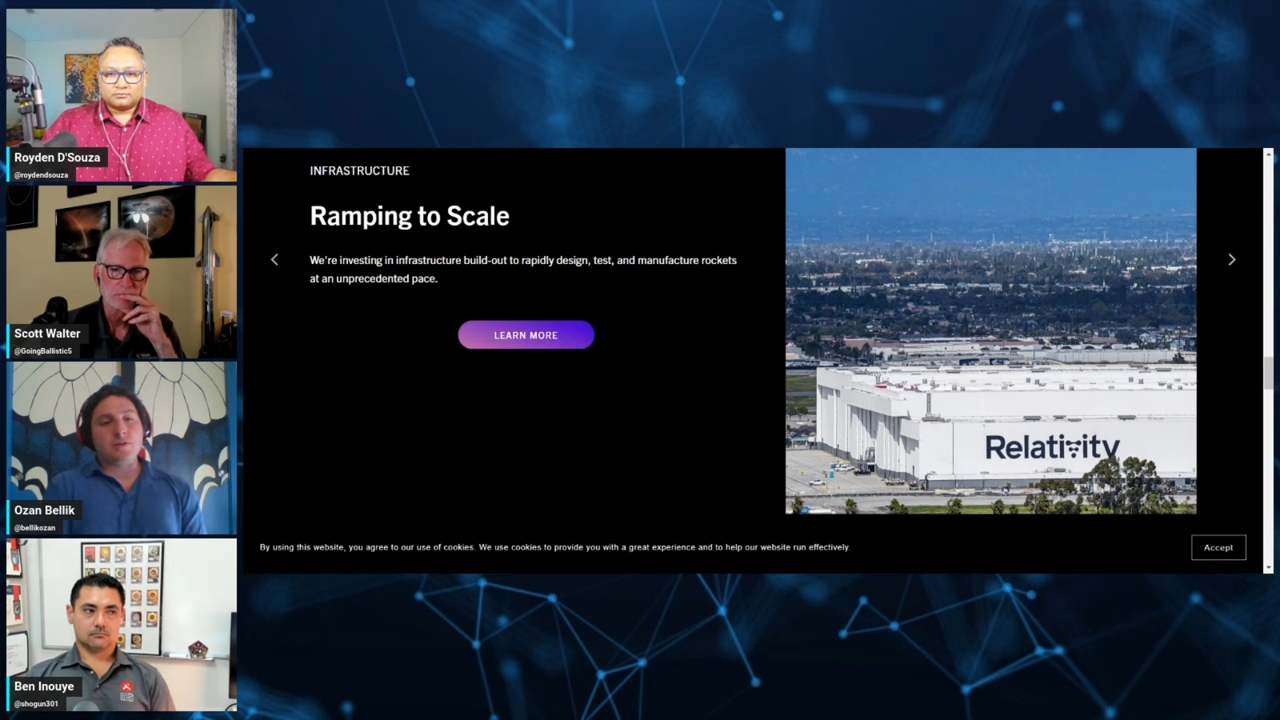 Royden D'Souza
@roydendsouza
Scott Walter
@GoingBallistic5
Ozan Bellik
@bellikozan
Ben Inouye
@shogun301
INFRASTRUCTURE
Ramping to Scale
We're investing in infrastructure build-out to rapidly design, test, and manufacture rockets
at an unprecedented pace.
LEARN MORE
Relativity
By using this website, you agree to our use of cookies. We use cookies to provide you with a great experience and to help our website run effectively.
Accept